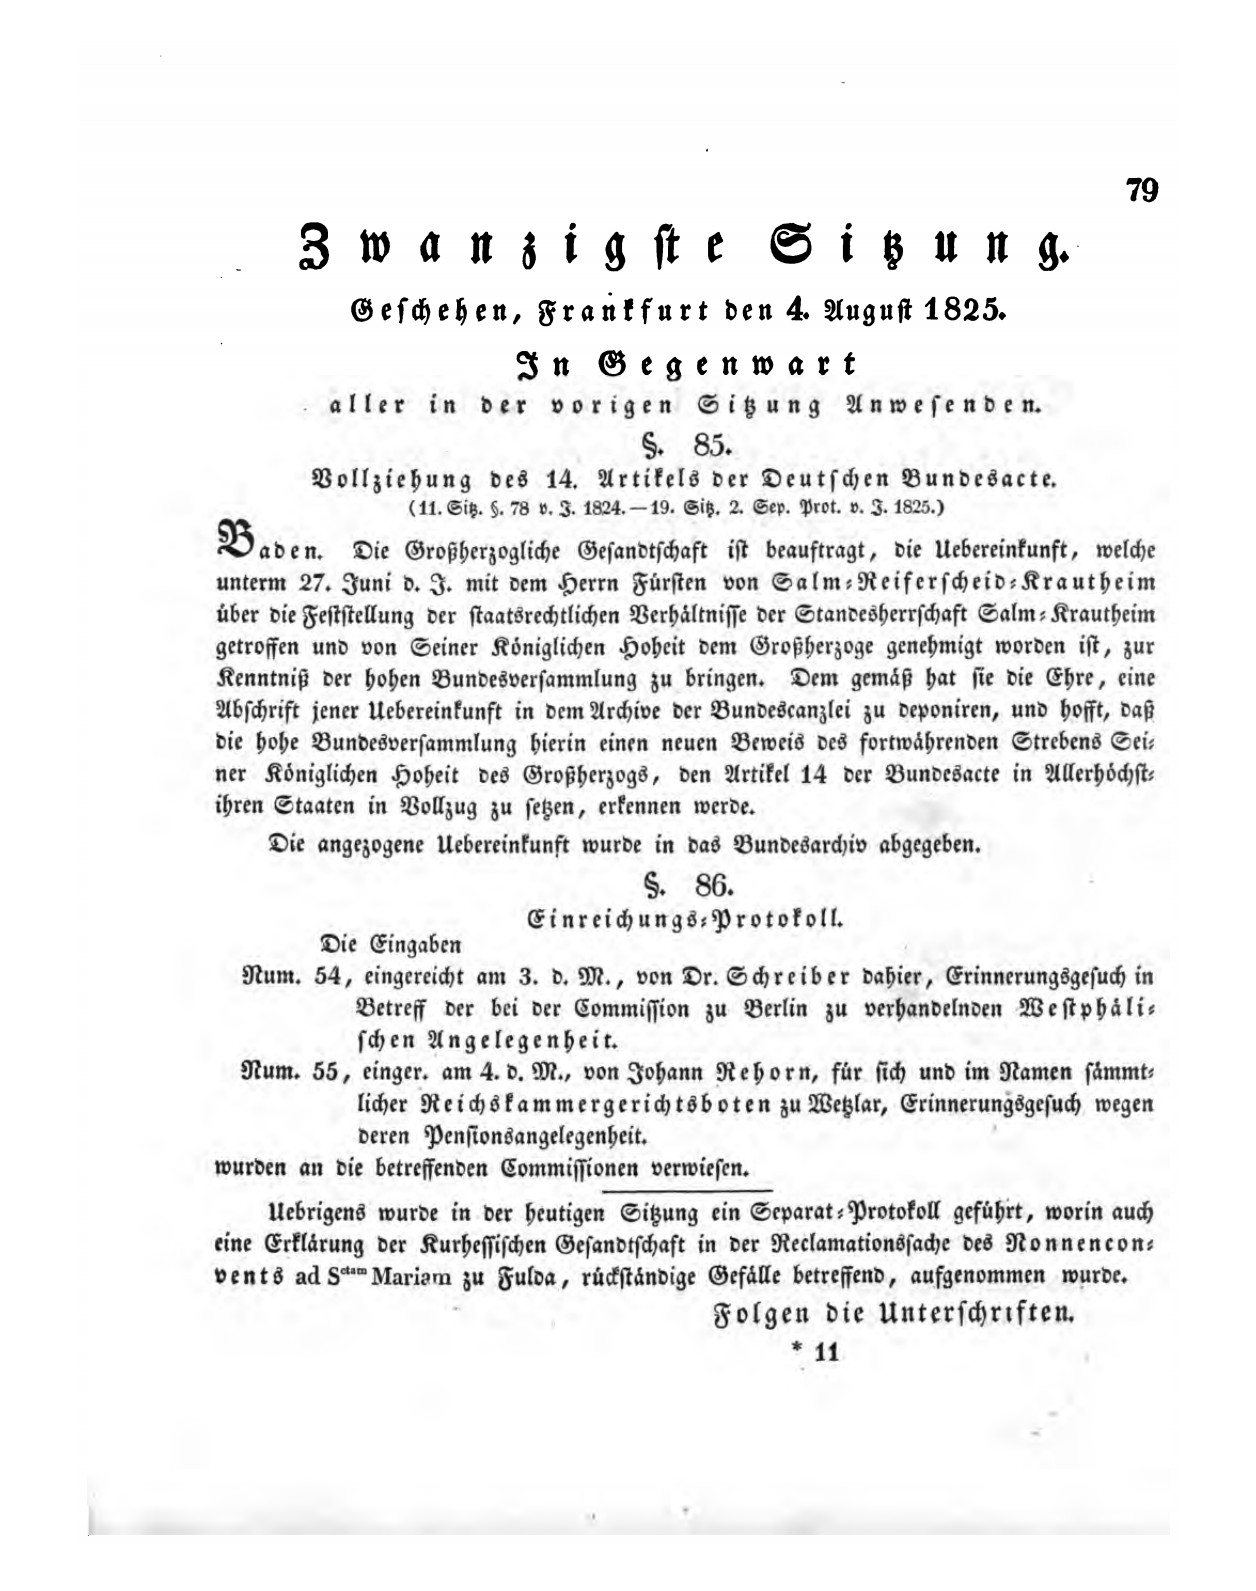 79
Zwanzigste Sitzung.
Geschehen, Frankfurt den 4. August 1825.
In Gegenwart
aller in der vorigen Sitzung Anwesenden.
§. 85.
Vollziehung des 14. Artikels der Deutschen Bundesacte.
(11. Sitz. §. 78 v. J. 1824.—19. Sitz. 2. Sep. Prot. v. J. 1825.)
Baden. Die Großherzogliche Gesandtschaft ist beauftragt, die Uebereinkunft, welche
unterm 27. Juni d. J. mit dem Herrn Fürsten von Salm-Reiferscheid-Krautheim
über die Feststellung der staatsrechtlichen Verhältnisse der Standesherrschaft Salm-Krautheim
getroffen und von Seiner Königlichen Hoheit dem Großherzoge genehmigt worden ist, zur
Kenntniß der hohen Bundesversammlung zu bringen. Dem gemäß hat sie die Ehre, eine
Abschrift jener Uebereinkunft in dem Archive der Bundescanzlei zu deponiren, und hofft, daß
die hohe Bundesversammlung hierin einen neuen Beweis des fortwährenden Strebens Sei-
ner Königlichen Hoheit des Großherzogs, den Artikel 14 der Bundesacte in Allerhöchst-
ihren Staaten in Vollzug zu setzen, erkennen werde.
Die angezogene Uebereinkunft wurde in das Bundesarchiv abgegeben.
§. 86.
Einreichungs-Protokoll.
Die Eingaben
Num. 54, eingereicht am 3. d. M., von Dr. Schreiber dahier, Erinnerungsgesuch in
Betreff der bei der Commission zu Berlin zu verhandelnden Westphäli-
schen Angelegenheit.
Num. 55, einger. am 4. d. M., von Johann Rehorn, für sich und im Namen sämmt-
licher Reichskammergerichtsboten zu Wetzlar, Erinnerungsgesuch wegen
deren Pensionsangelegenheit.
wurden an die betreffenden Commissionen verwiesen.
Uebrigens wurde in der heutigen Sitzung ein Separat-Protokoll geführt, worin auch
eine Erklärung der Kurhessischen Gesandtschaft in der Reclamationssache des Nonnencon-
vents ad Sctam Mariam zu Fulda, rückständige Gefälle betreffend, aufgenommen wurde.
Folgen die Unterschriften.
* 11